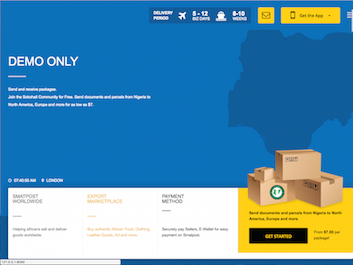 DELIVERY PERIOD
5 - 12 BIZ DAYS
8-10 WEEKS
Get the App
DEMO ONLY
Send and receive packages.
Join the Sotochail Community for Free. Send documents and parcels from Nigeria to
North America, Europe and more for as low as $7.
07:40:55 AM
LONDON
SMATPOST WORLDWIDE
Helping africans sell and deliver
goods worldwide.
EXPORT MARKETPLACE
Buy authentic African Food, Clothing,
Leather Goods, Art and more.
PAYMENT METHOD
Securely pay Sellers, E-Wallet for easy
payment on Smatpost.
Send documents and parcels from Nigeria to North
America, Europe and more.
GET STARTED
From $7.00 per
package!